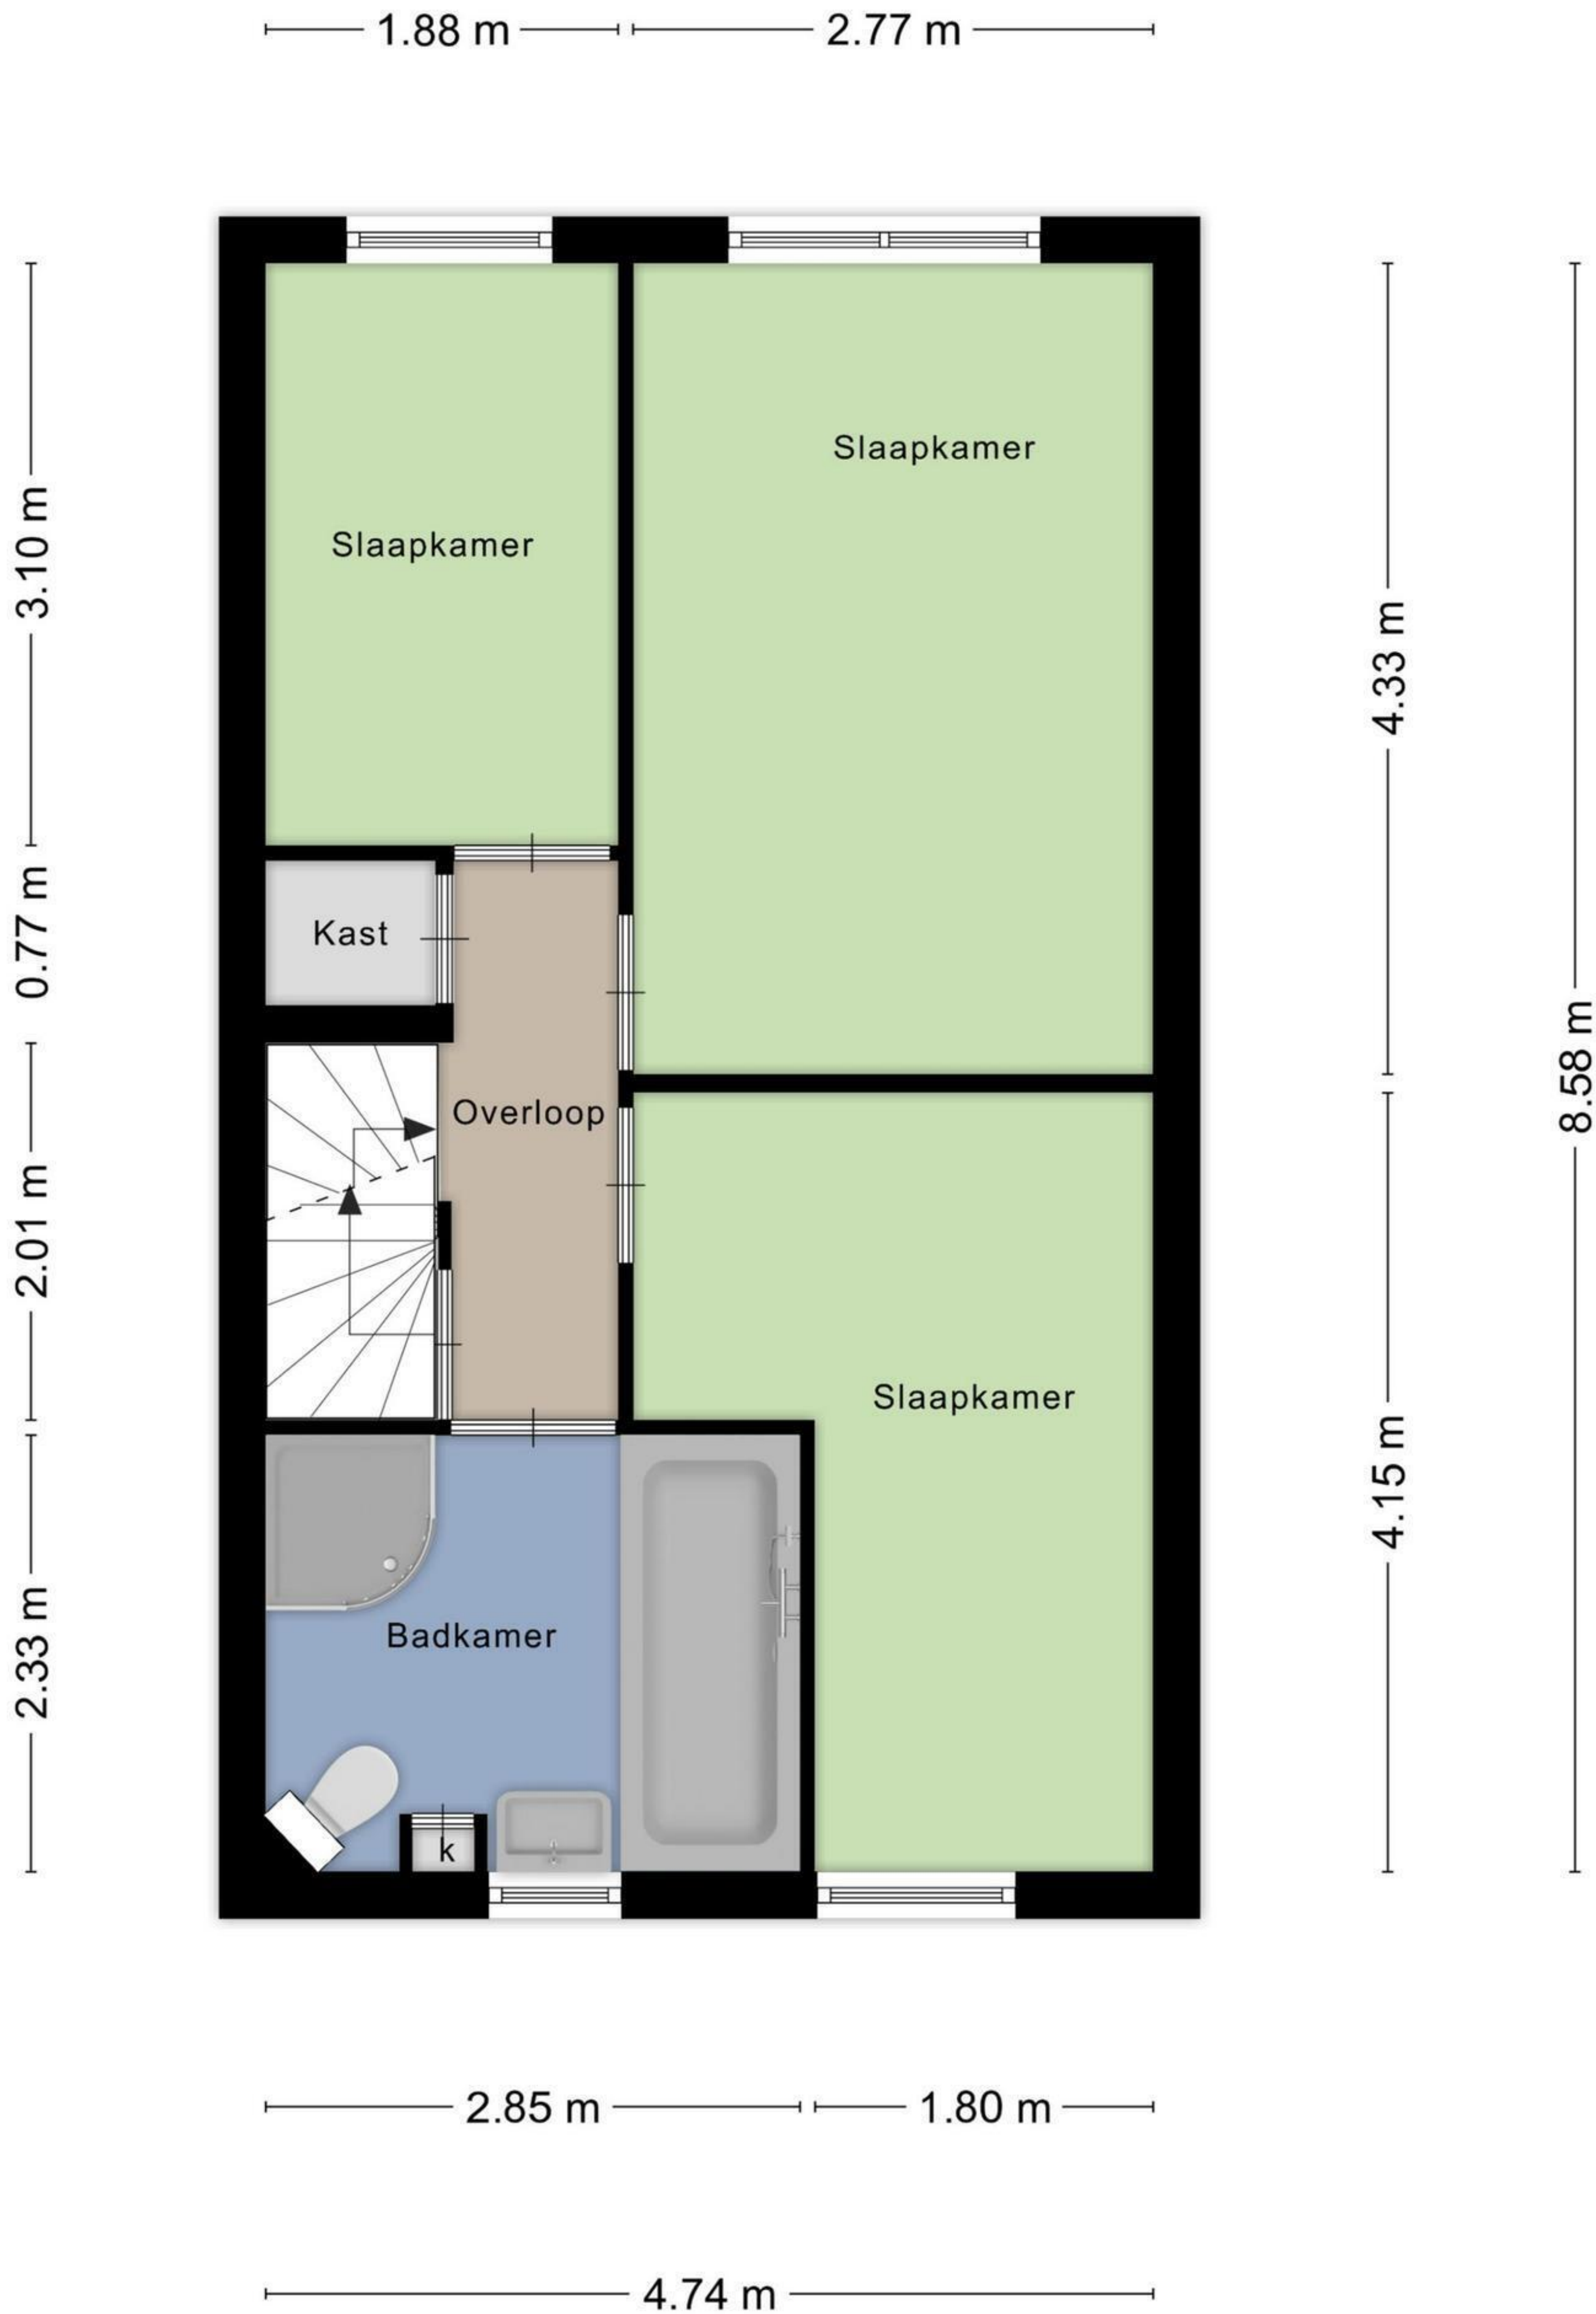 1.88 m
2.77 m
Slaapkamer
Slaapkamer
3.10 m
4.33 m
Kast
0.77 m
8.58 m
Overloop
2.01 m
Slaapkamer
4.15 m
Badkamer
2.33 m
k
2.85 m
1.80 m
4.74 m